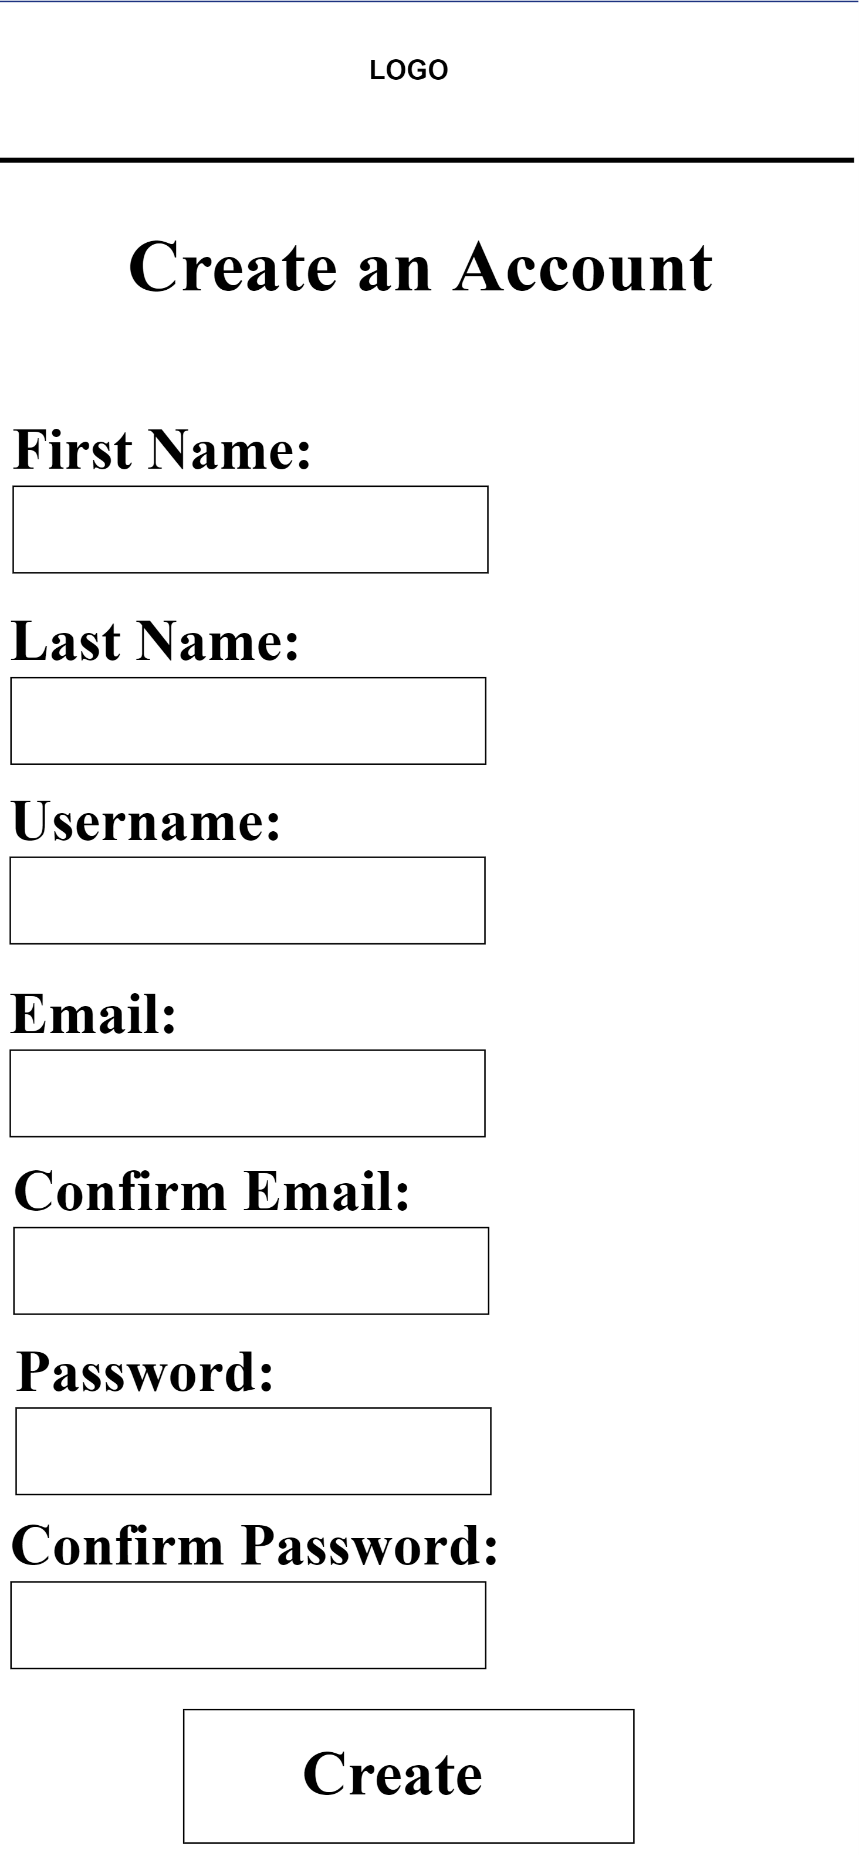 LOGO
Create an Account
First Name:
Last Name:
Username:
Email:
Confirm Email:
Password:
Confirm Password:
Create